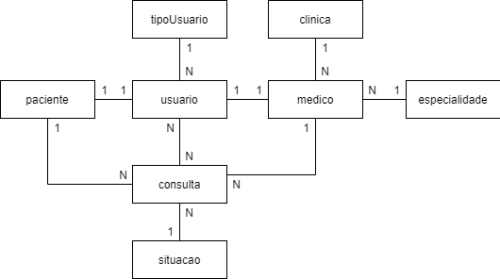 tipoUsuario clinica
1 1
N N
paciente 1 1 usuario 1 1 medico N 1 especialidade
1 N 1
N N N
consulta
N
1
situacao